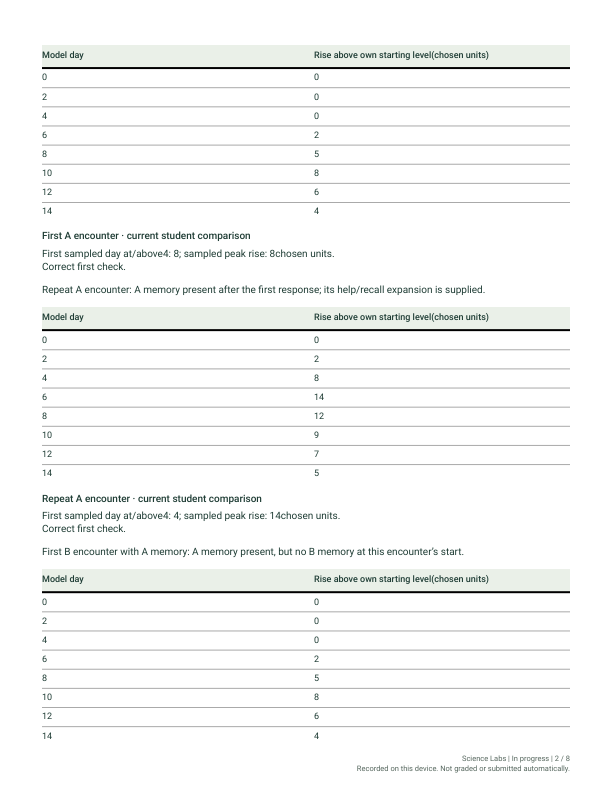 Model day Rise above own starting level(chosen units)
0 0
2 0
4 0
6 2
8 5
10 8
12 6
14 4
First A encounter · current student comparison
First sampled day at/above4: 8; sampled peak rise: 8chosen units.
Correct first check.
Repeat A encounter: A memory present after the first response; its help/recall expansion is supplied.
Model day Rise above own starting level(chosen units)
0 0
2 2
4 8
6 14
8 12
10 9
12 7
14 5
Repeat A encounter · current student comparison
First sampled day at/above4: 4; sampled peak rise: 14chosen units.
Correct first check.
First B encounter with A memory: A memory present, but no B memory at this encounter's start.
Model day Rise above own starting level(chosen units)
0 0
2 0
4 0
6 2
8 5
10 8
12 6
14 4
Science Labs | In progress | 2 / 8
Recorded on this device. Not graded or submitted automatically.